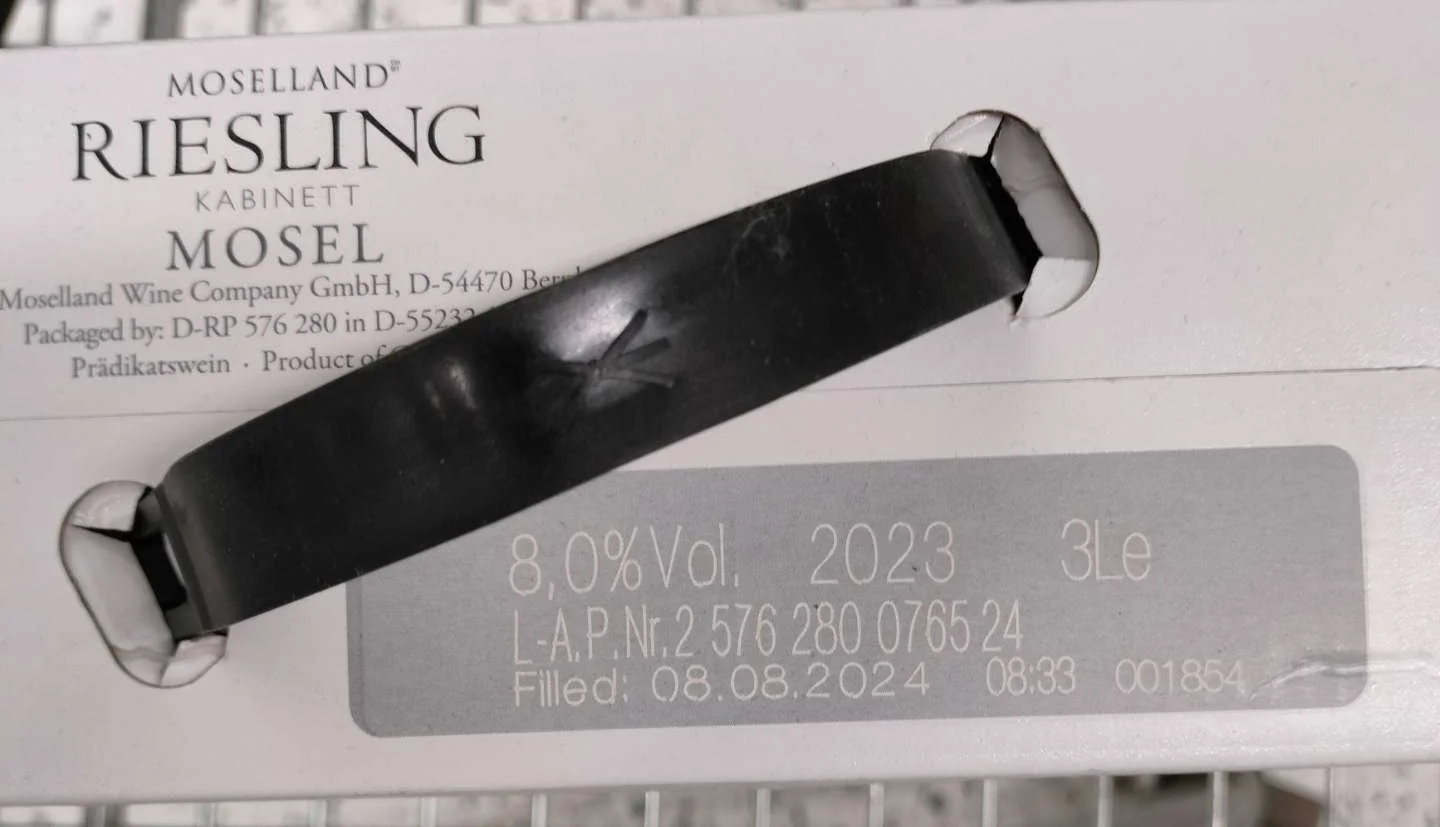 MOSELLAND®
RIESLING
KABINETT
MOSEL
Moselland Wine Company GmbH, D-54470
Packaged by: D-RP 576 280 in D-55232
Prädikatswein · Product of
8,0%Vol. 2023 3Le
L-A.P.Nr.2 576 280 0765 24
Filled: 08.08.2024 08:33 001854